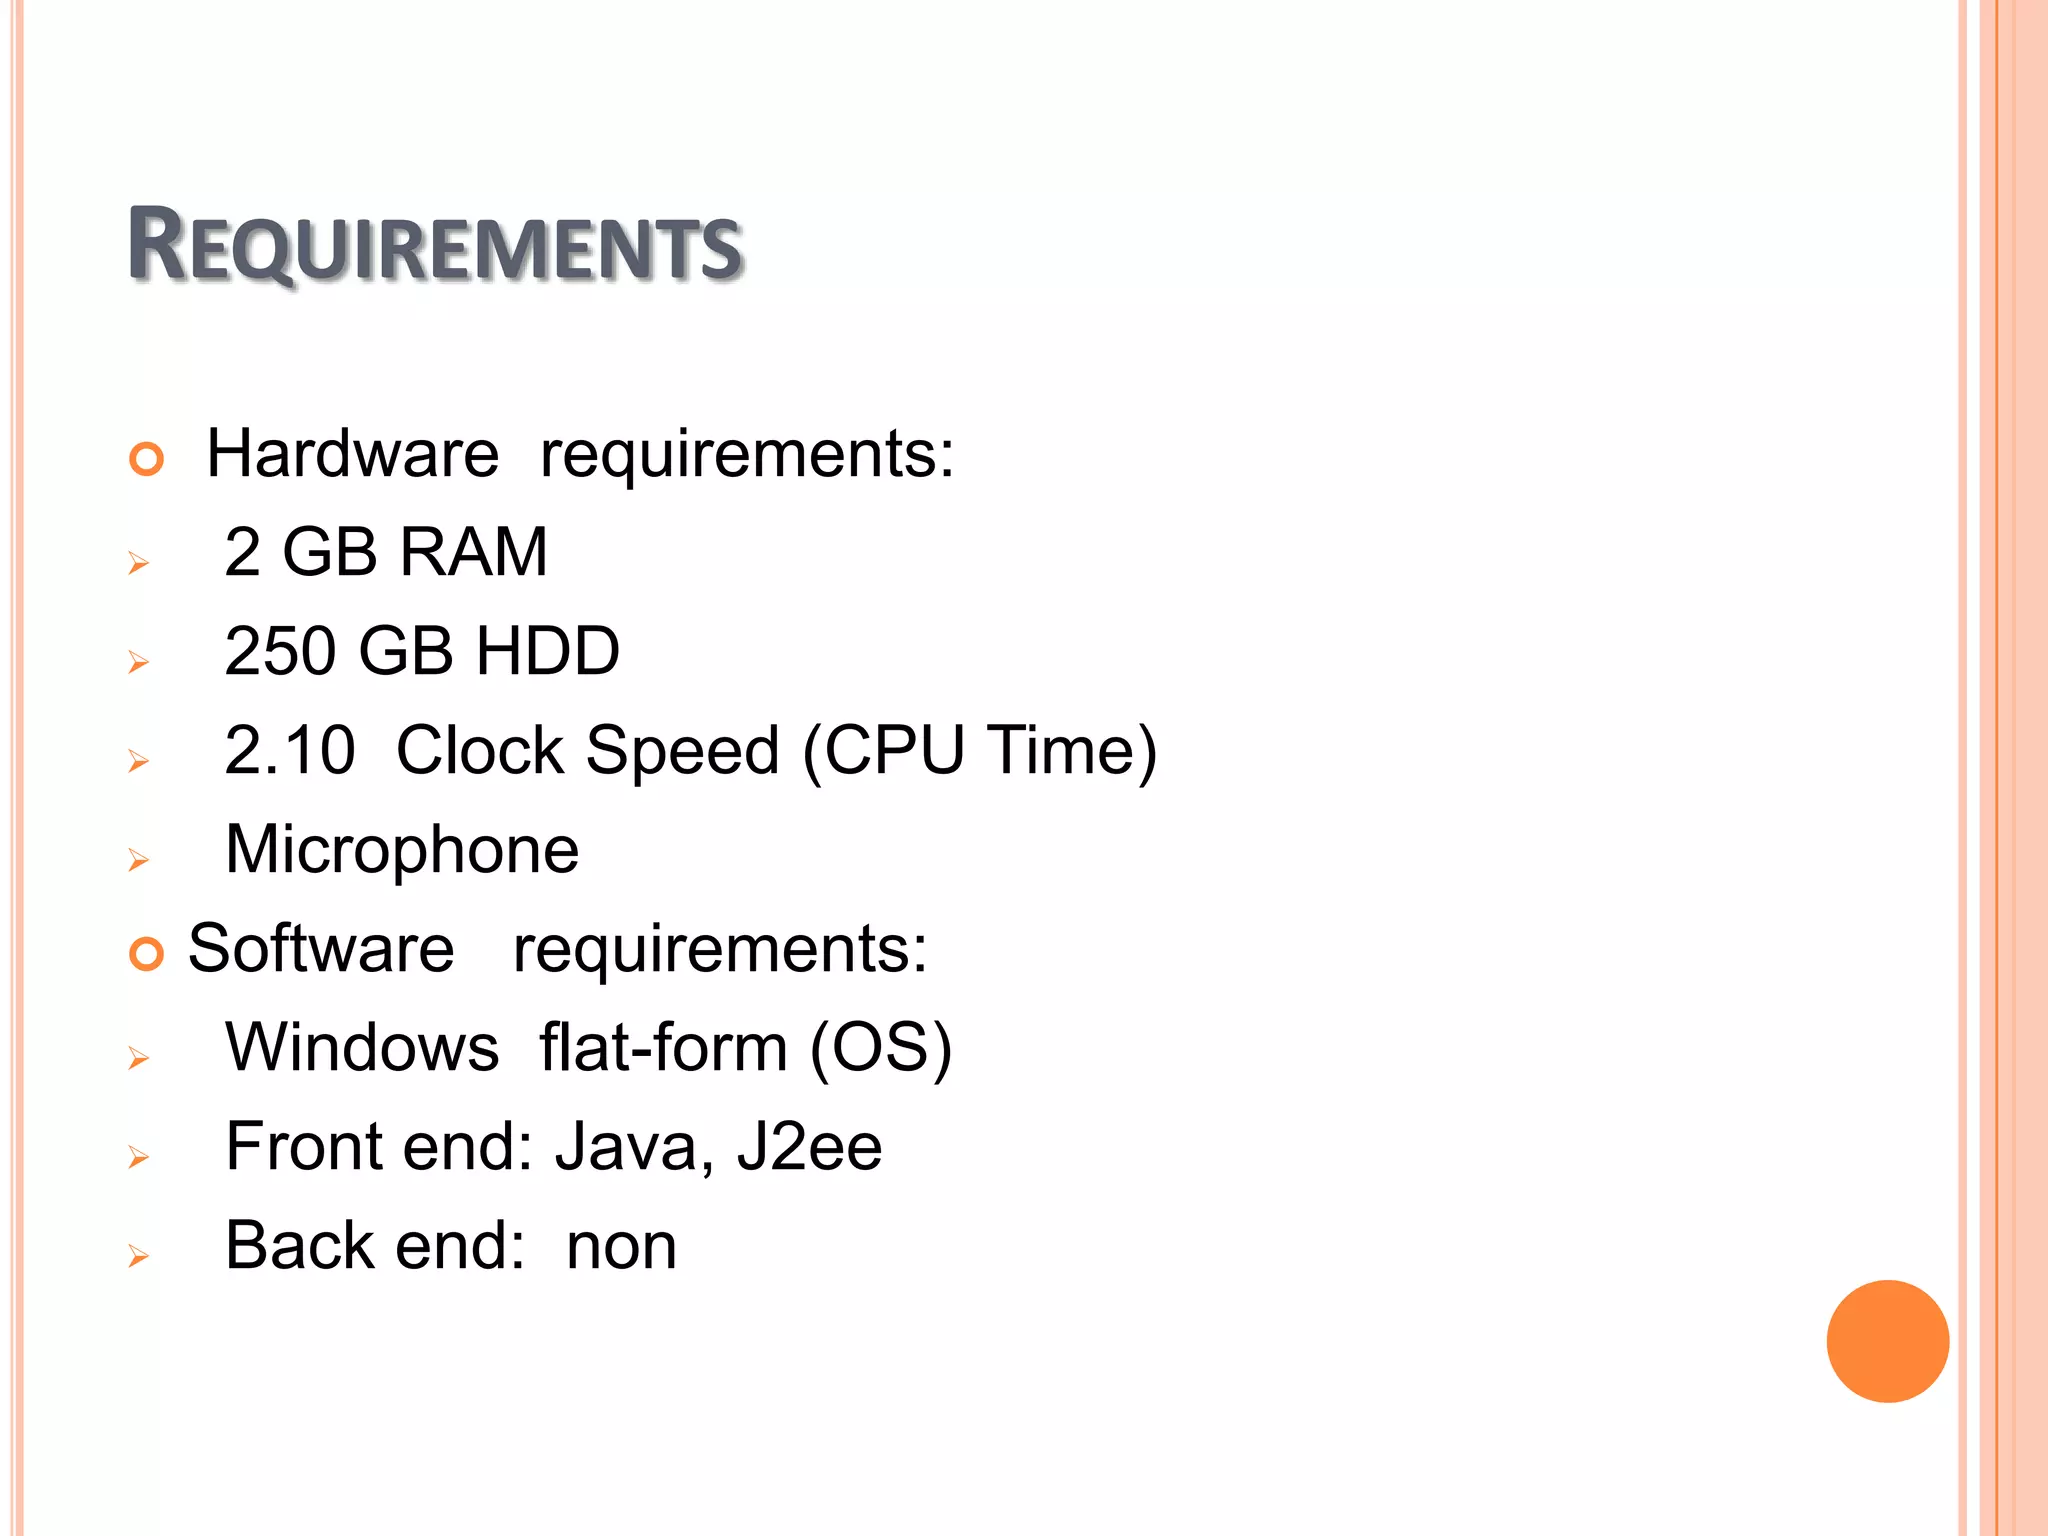 REQUIREMENTS
Hardware requirements:
2 GB RAM
250 GB HDD
2.10 Clock Speed (CPU Time)
Microphone
Software requirements:
Windows flat-form (OS)
Front end: Java, J2ee
Back end: non